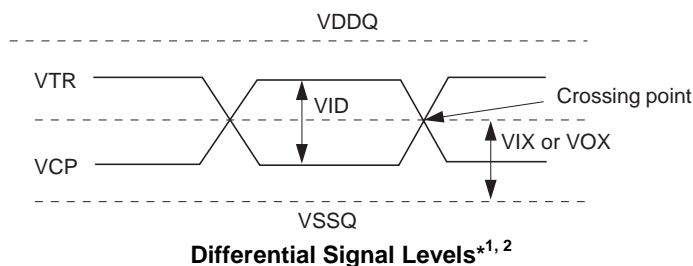 VDDQ
VTR
VID
Crossing point
VIX or VOX
VCP
VSSQ
Differential Signal Levels*1, 2